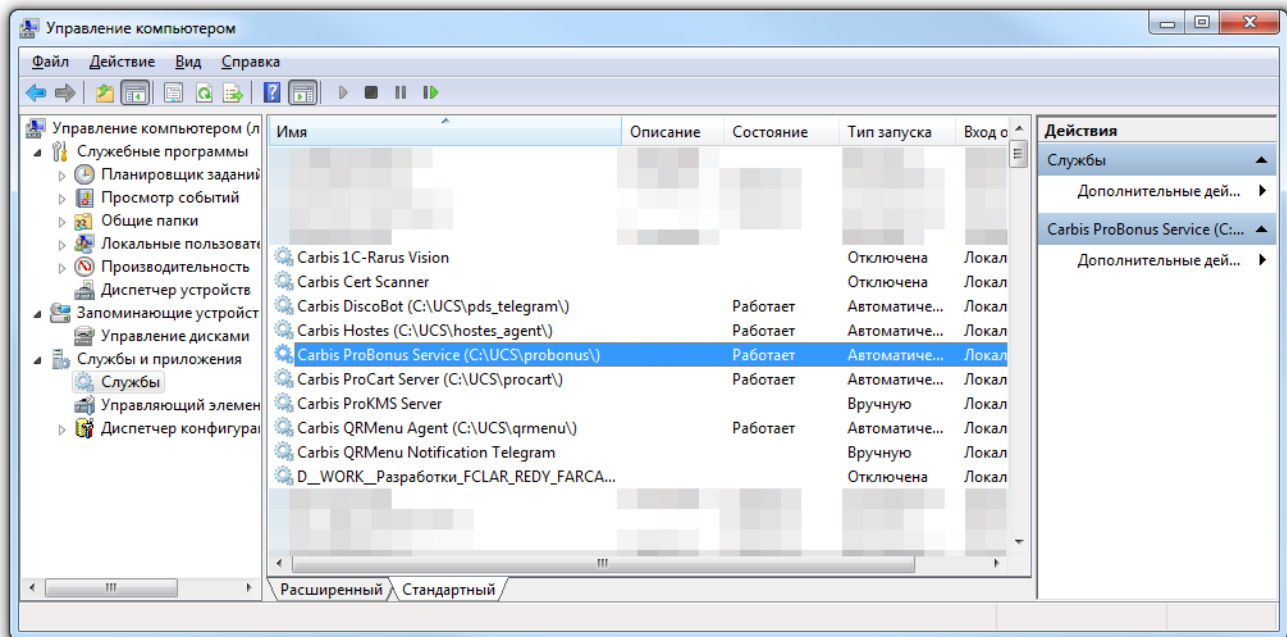 Управление компьютером
Файл Действие Вид Справка
Управление компьютером (л
Служебные программы
Планировщик заданий
Просмотр событий
Общие папки
Локальные пользовате
Производительность
Диспетчер устройств
Запоминающие устройст
Управление дисками
Службы и приложения
Службы
Управляющий элемен
Диспетчер конфигурац
Имя Описание Состояние Тип запуска Вход о
Carbis 1C-Rarus Vision Отключена Локал
Carbis Cert Scanner Отключена Локал
Carbis DiscoBot (C:\UCS\pds_telegram\) Работает Автоматиче... Локал
Carbis Hostes (C:\UCS\hostes_agent\) Работает Автоматиче... Локал
Carbis ProBonus Service (C:\UCS\probonus\) Работает Автоматиче... Локал
Carbis ProCart Server (C:\UCS\procart\) Работает Автоматиче... Локал
Carbis ProKMS Server Вручную Локал
Carbis QRMenu Agent (C:\UCS\qrmenu\) Работает Автоматиче... Локал
Carbis QRMenu Notification Telegram Вручную Локал
D__WORK__Разработки_FCLAR_REDY_FARCA... Отключена Локал
Расширенный Стандартный
Действия
Службы
Дополнительные дей...
Carbis ProBonus Service (C:...
Дополнительные дей...